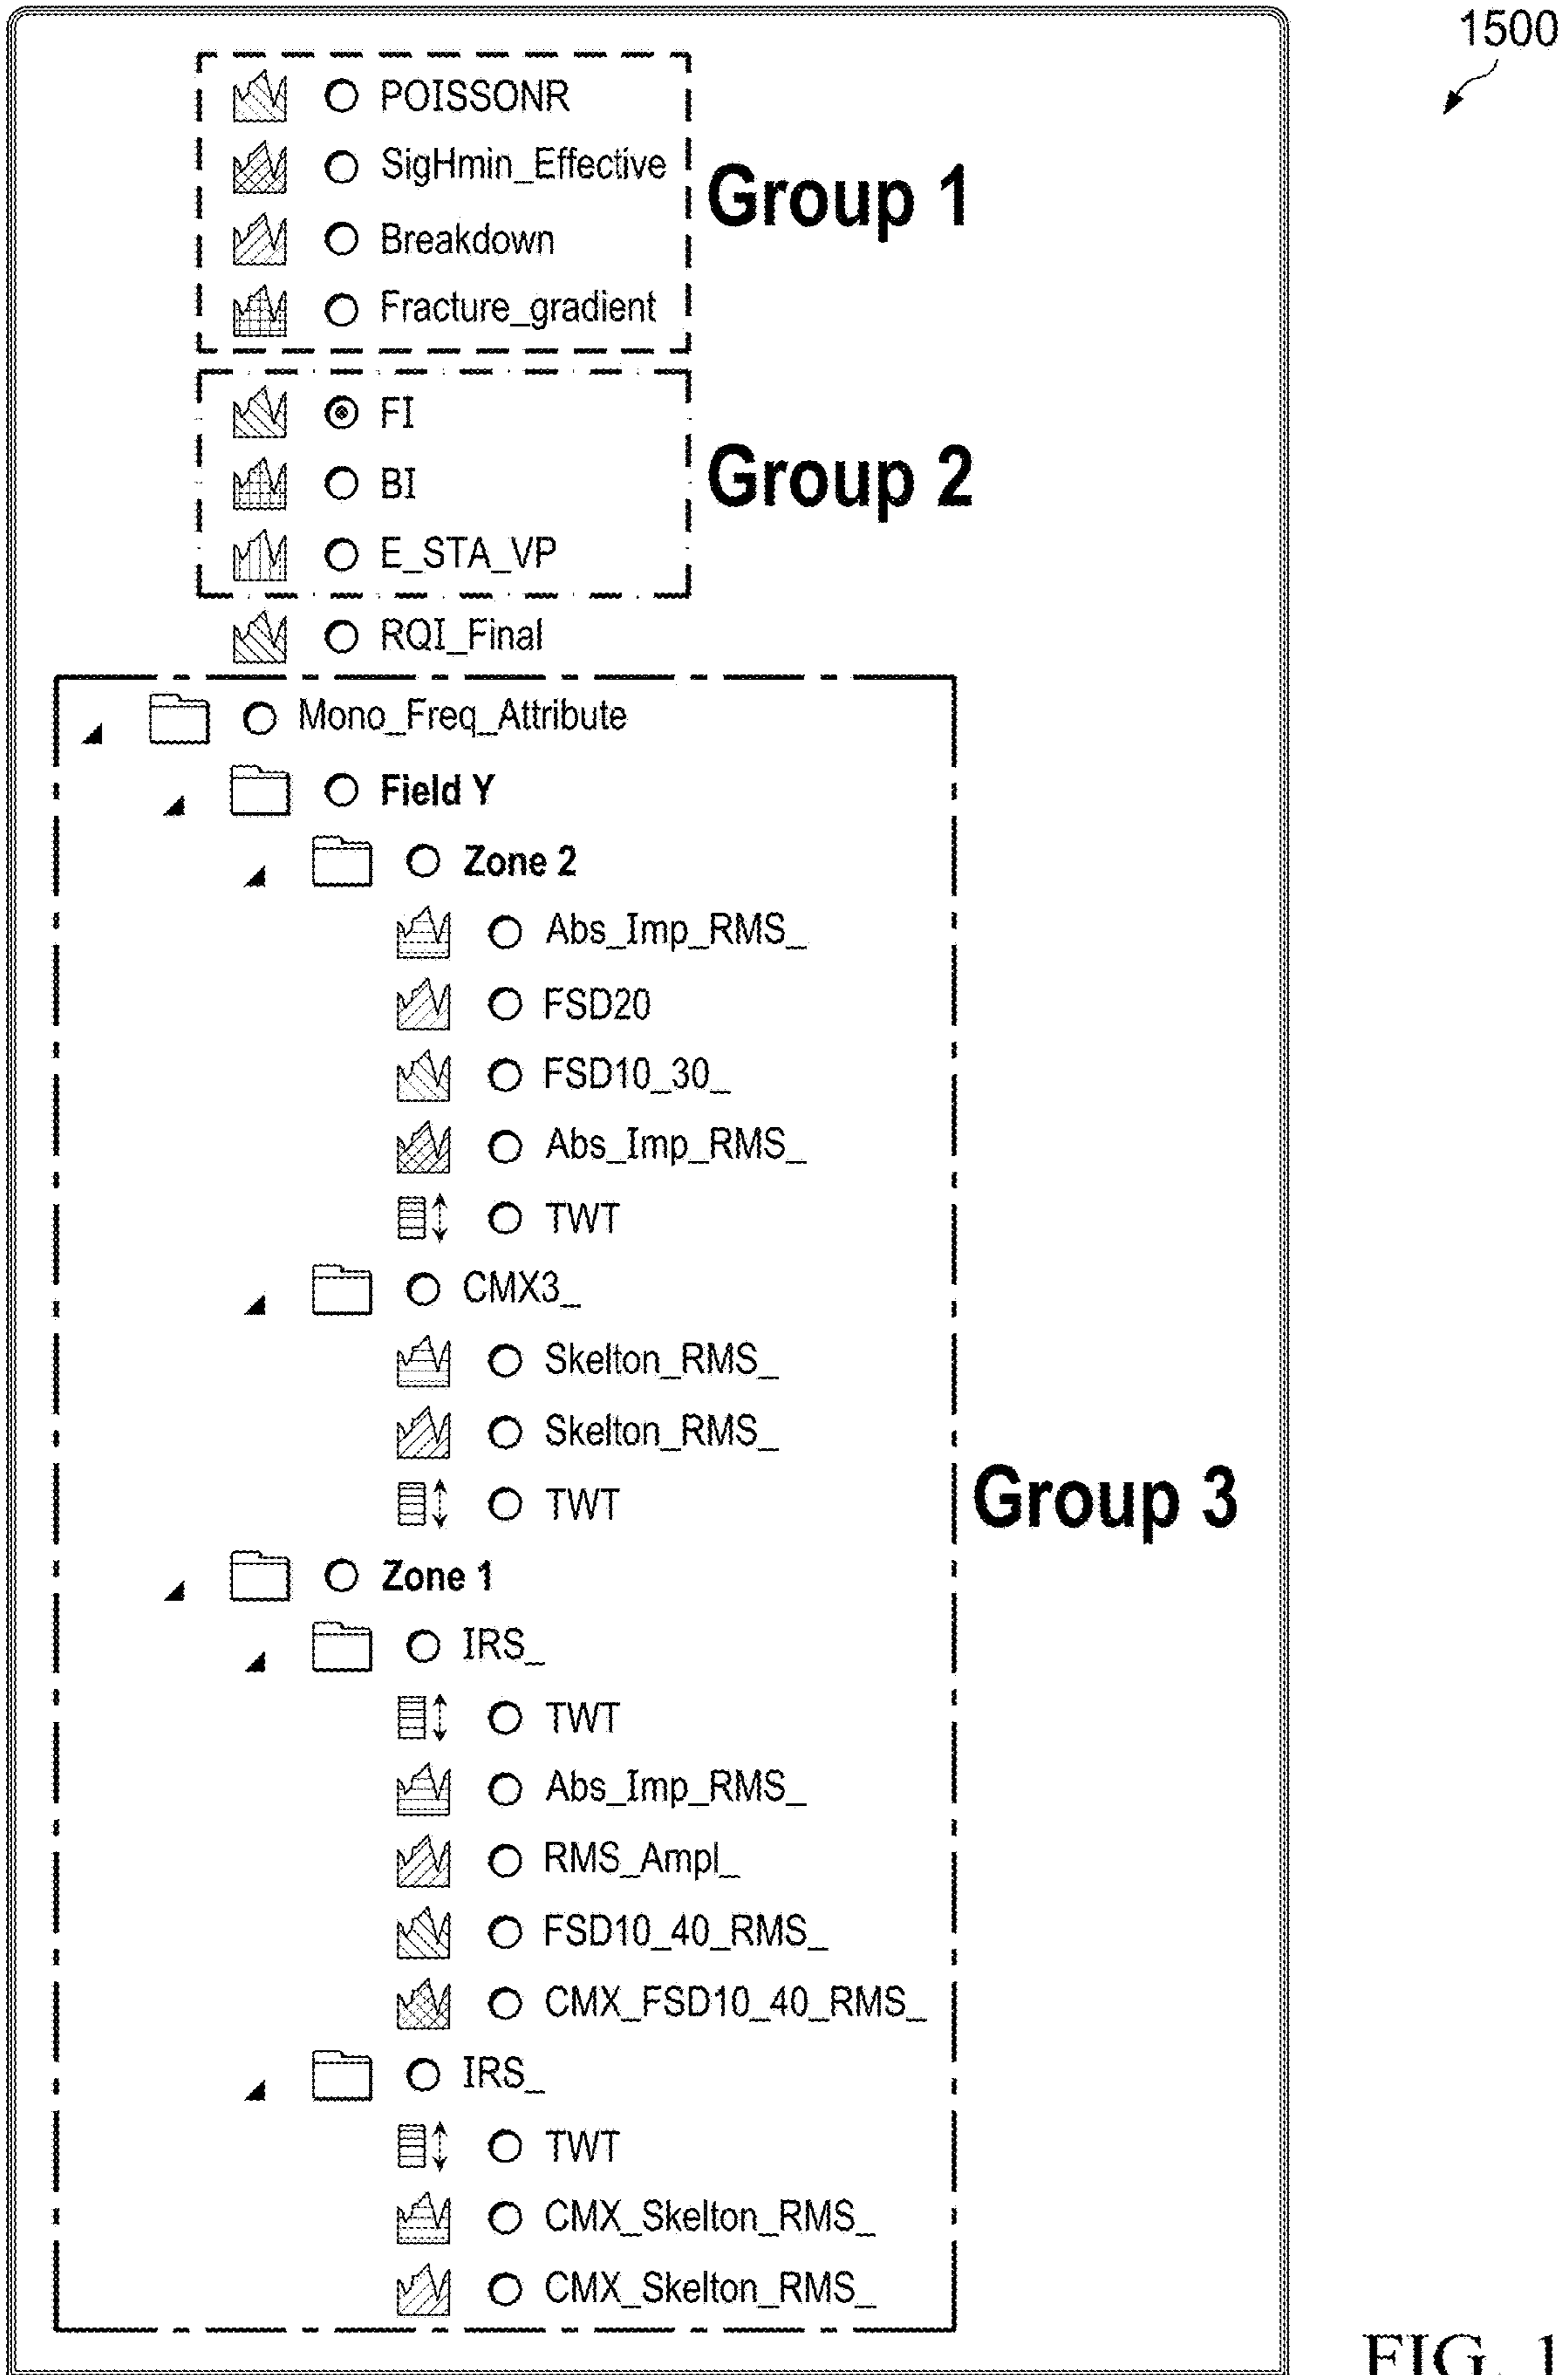 1500
POISSONR
SigHmin_Effective
Breakdown
Fracture_gradient
Group 1
FI
BI
E_STA_VP
Group 2
RQI_Final
Mono_Freq_Attribute
Field Y
Zone 2
Abs_Imp_RMS_
FSD20
FSD10_30_
Abs_Imp_RMS_
TWT
CMX3_
Skelton_RMS_
Skelton_RMS_
TWT
Group 3
Zone 1
IRS_
TWT
Abs_Imp_RMS_
RMS_Ampl_
FSD10_40_RMS_
CMX_FSD10_40_RMS_
IRS_
TWT
CMX_Skelton_RMS_
CMX_Skelton_RMS_
FIG. 1